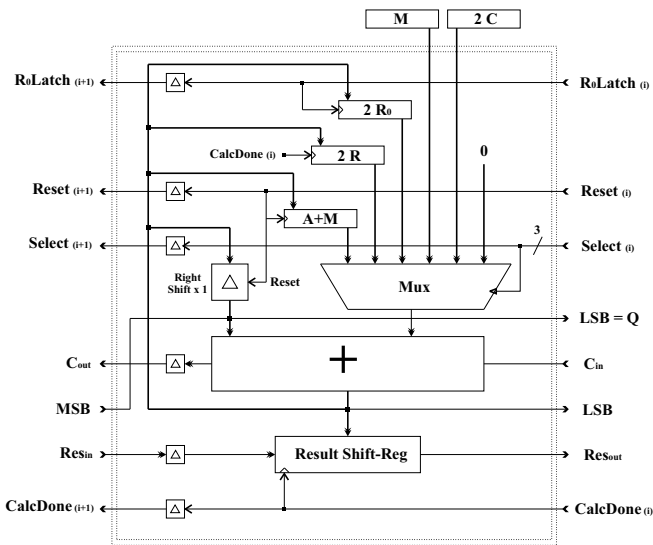 M
2 C
R0Latch (i+1)
R0Latch (i)
2 R0
CalcDone (i)
2 R
0
Reset (i+1)
Reset (i)
A+M
Select (i+1)
3
Select (i)
Right
Shift x 1
Reset
Mux
LSB = Q
Cout
+
Cin
MSB
LSB
Resin
Result Shift-Reg
Resout
CalcDone (i+1)
CalcDone (i)